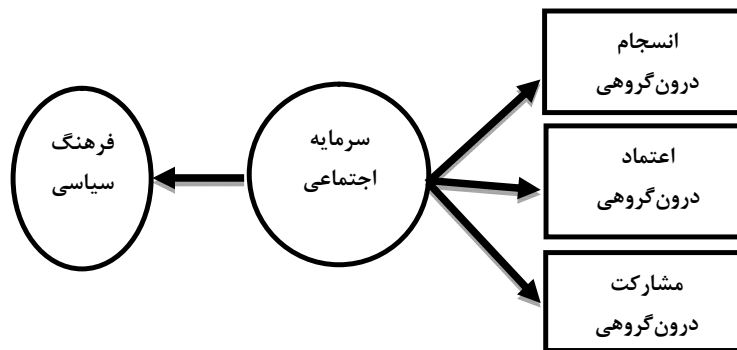 انسجام
درون‌گروهی
سرمایه
اجتماعی
فرهنگ
سیاسی
اعتماد
درون‌گروهی
مشارکت
درون‌گروهی